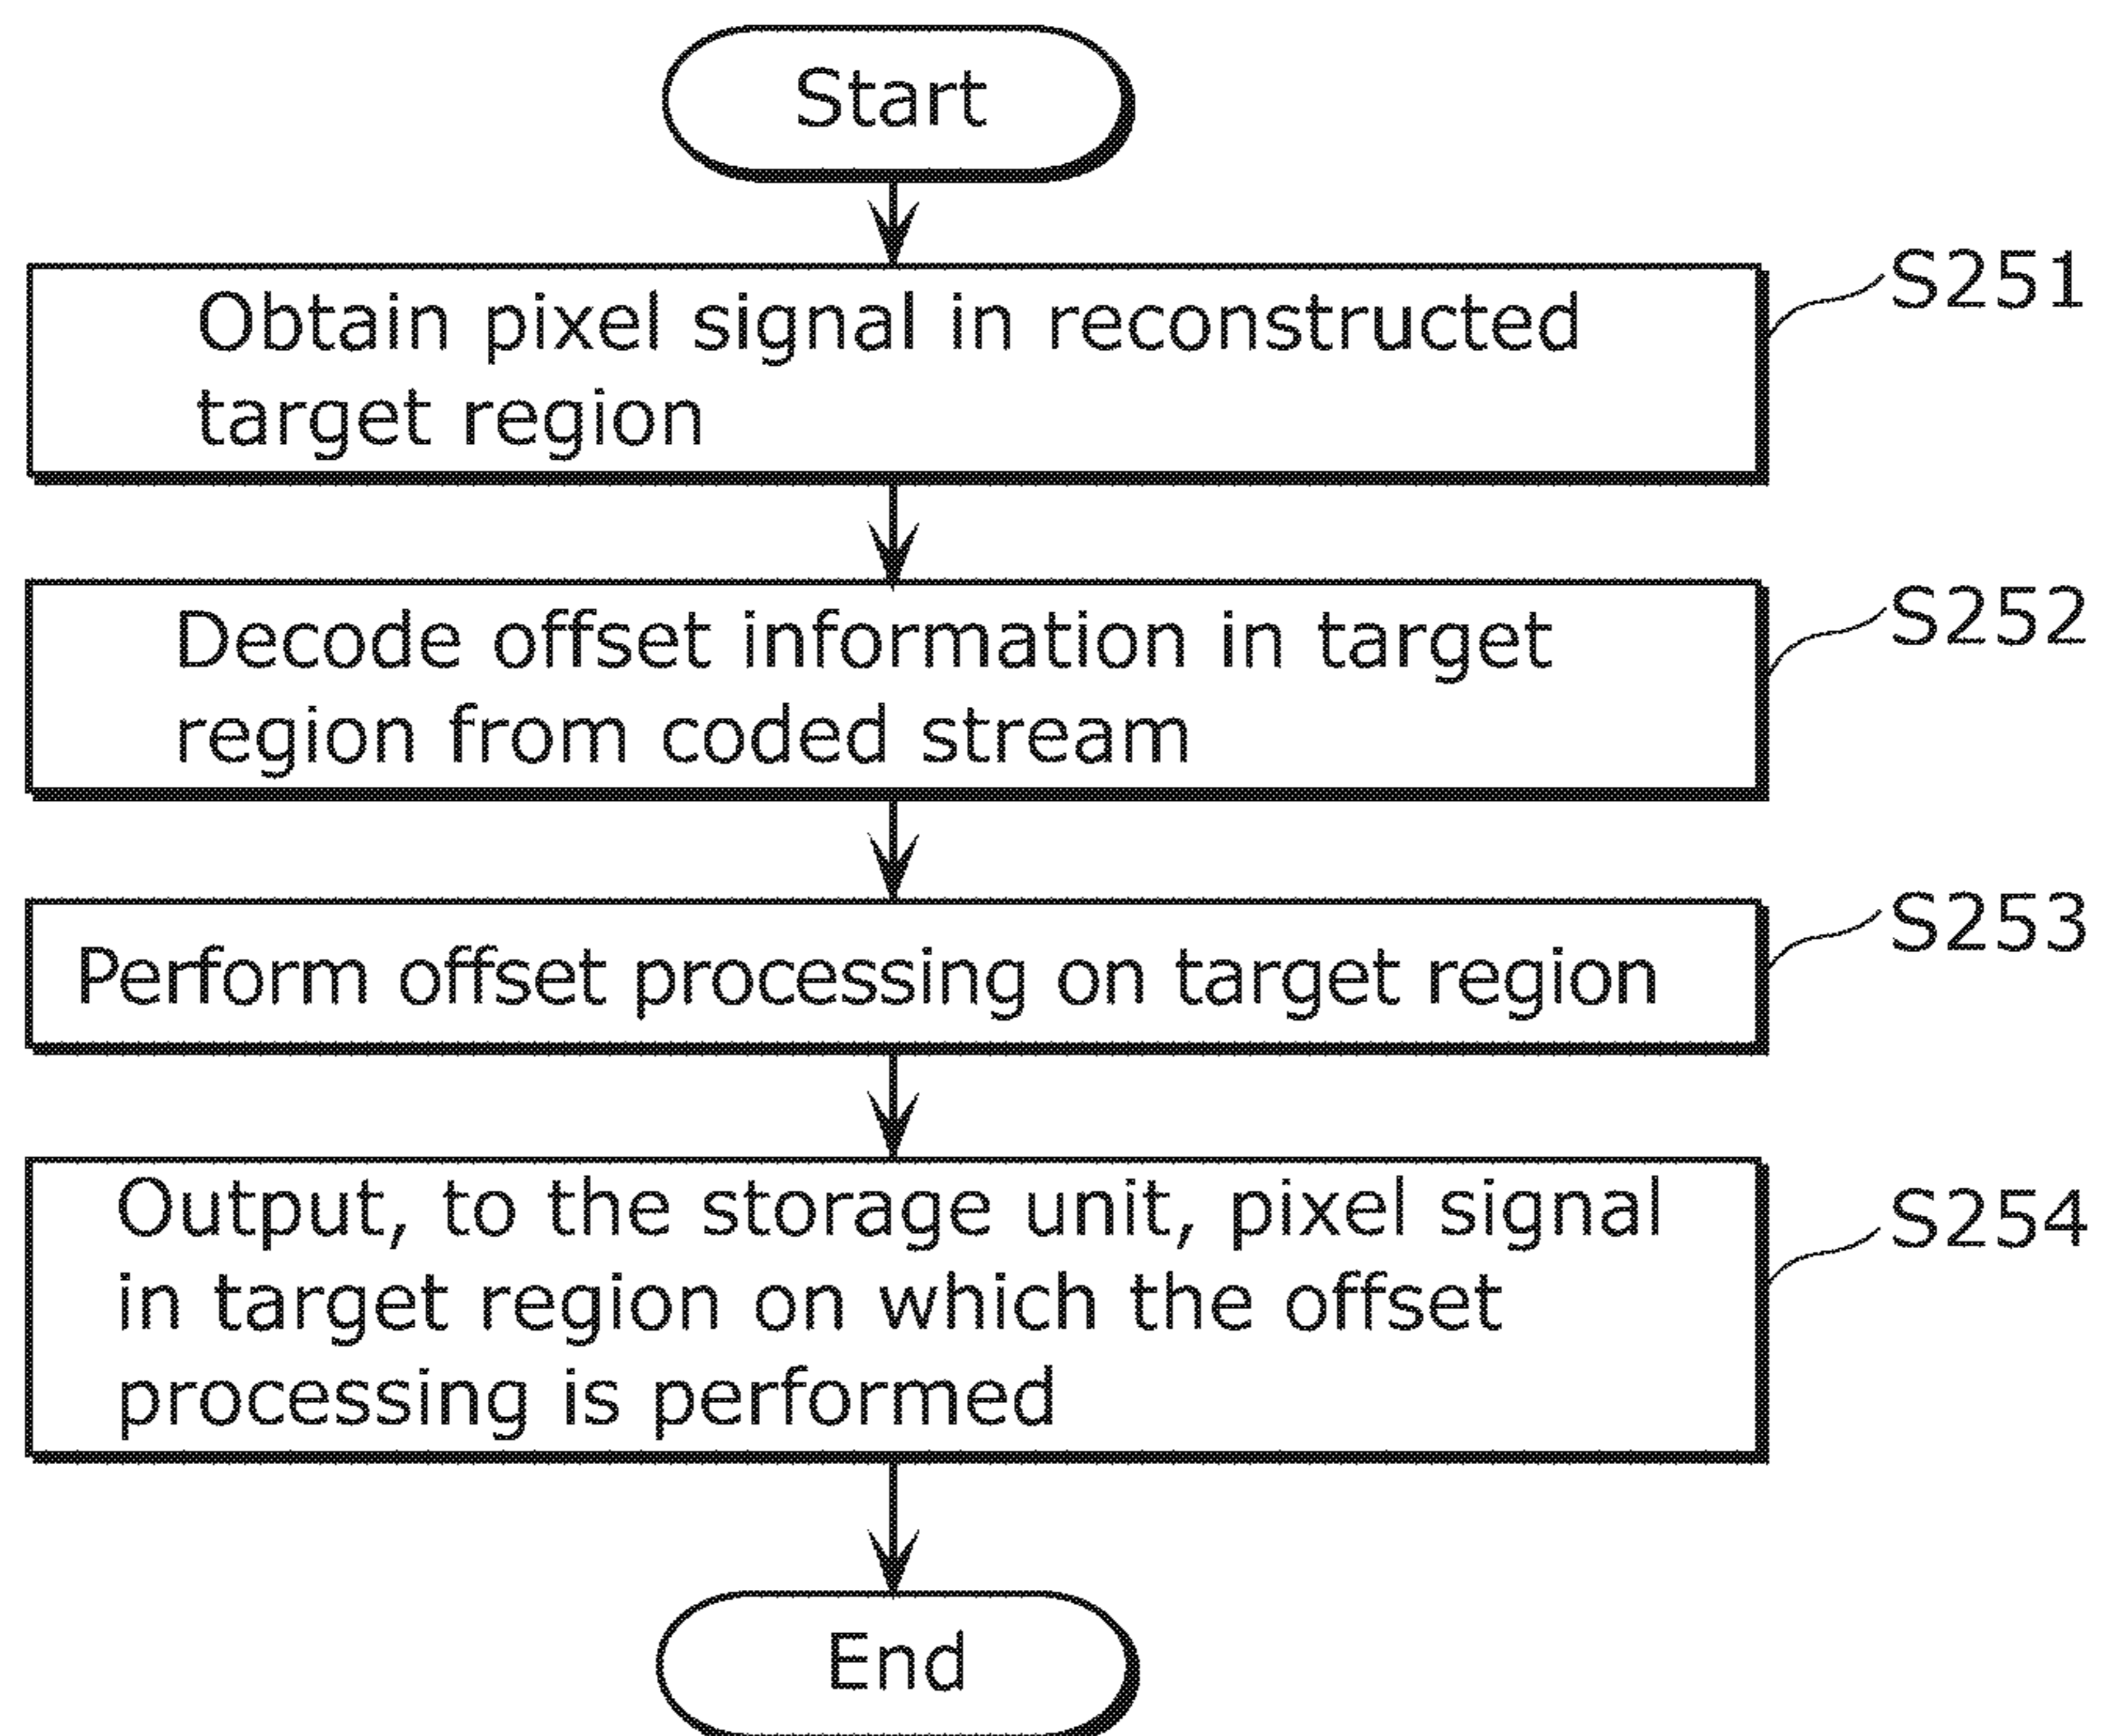 Start
Obtain pixel signal in reconstructed
target region
S251
Decode offset information in target
region from coded stream
S252
Perform offset processing on target region
S253
Output, to the storage unit, pixel signal
in target region on which the offset
processing is performed
S254
End